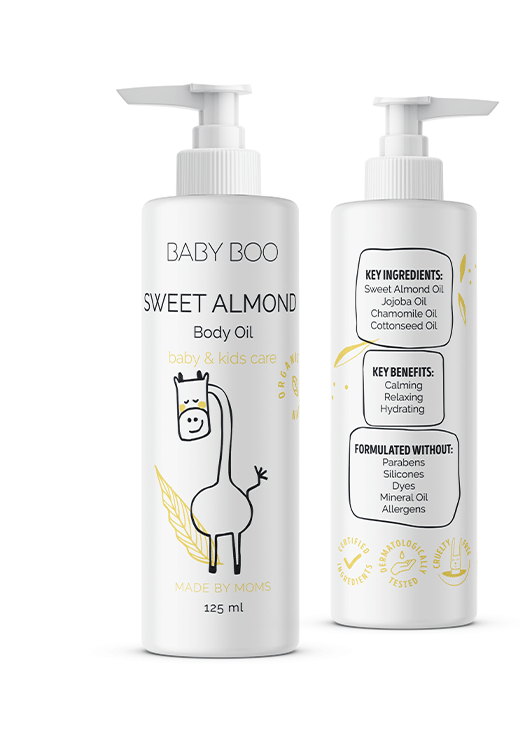 BABY BOO
SWEET ALMOND
Body Oil
baby & kids care
ORGANIC
MADE BY MOMS
125 ml
KEY INGREDIENTS:
Sweet Almond Oil
Jojoba Oil
Chamomile Oil
Cottonseed Oil
KEY BENEFITS:
Calming
Relaxing
Hydrating
FORMULATED WITHOUT:
Parabens
Silicones
Dyes
Mineral Oil
Allergens
CERTIFIED INGREDIENTS
DERMATOLOGICALLY TESTED
CRUELTY